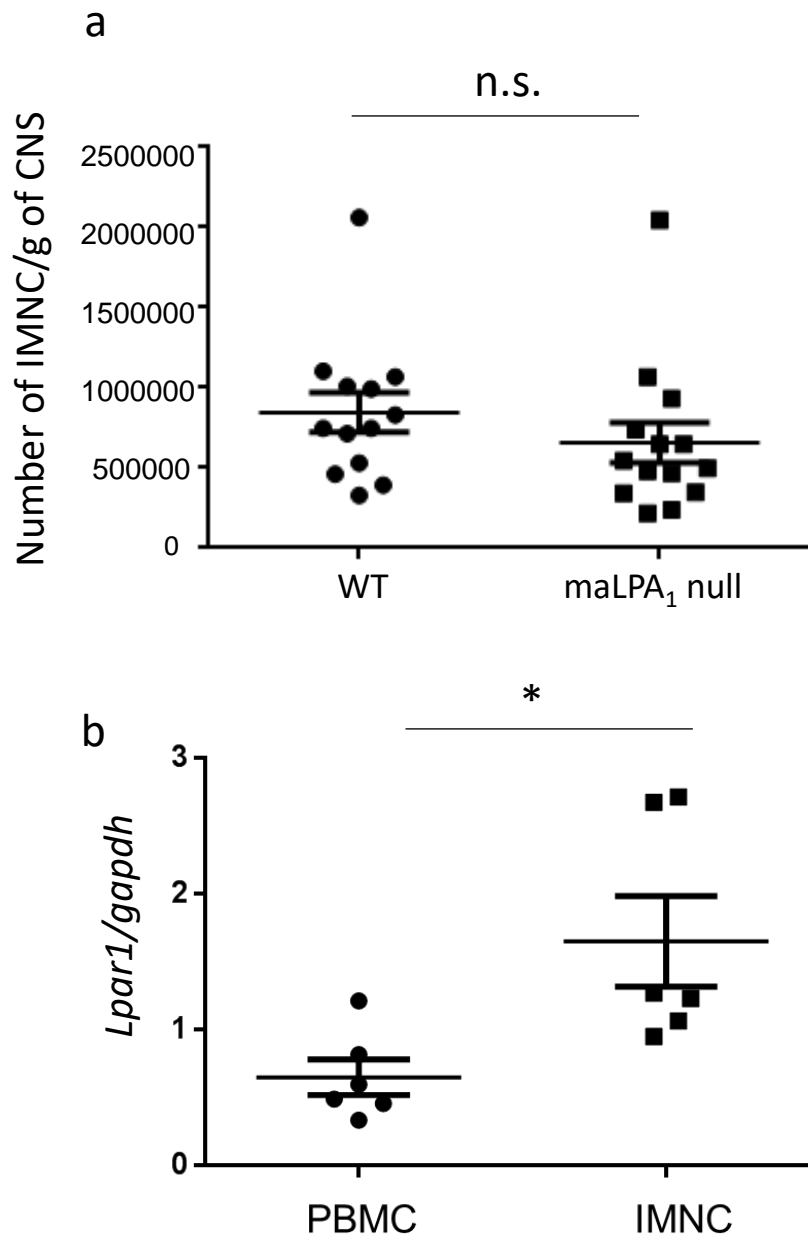 a
n.s.
Number of IMNC/g of CNS
2500000
2000000
1500000
1000000
500000
0
WT
maLPA₁ null
b
*
Lpar1/gapdh
3
2
1
0
PBMC
IMNC